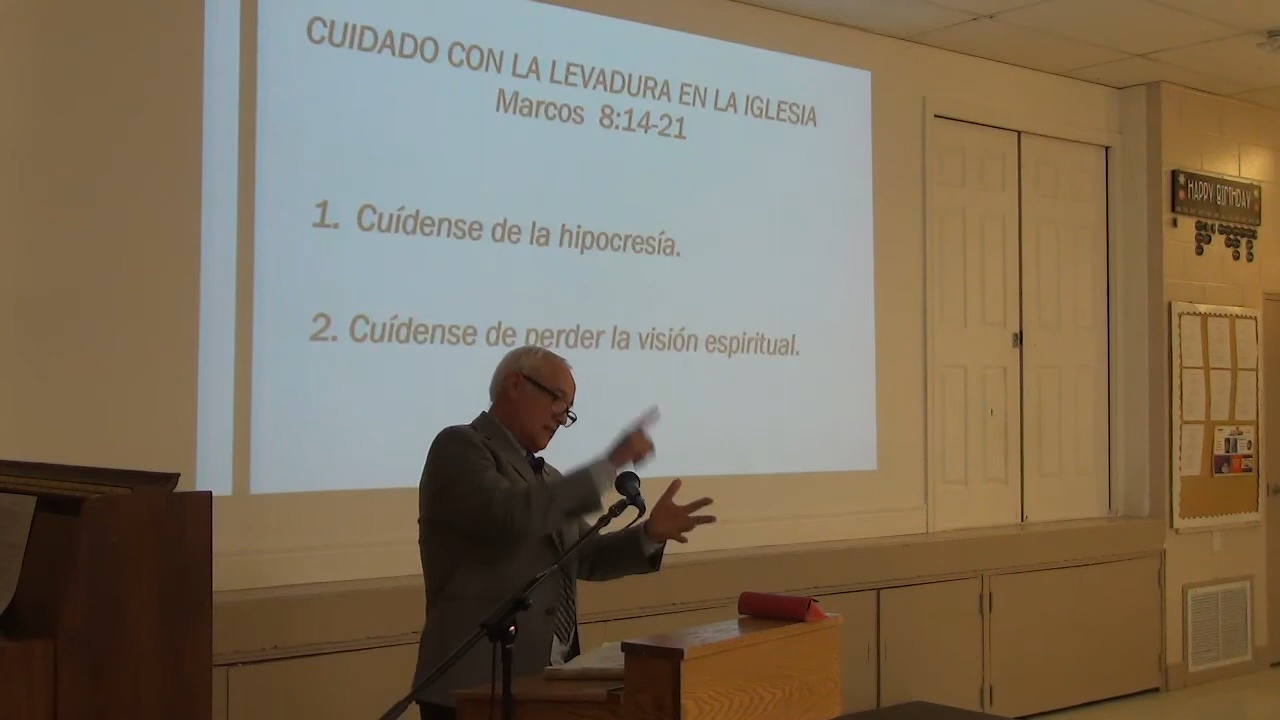 CUIDADO CON LA LEVADURA EN LA IGLESIA
Marcos 8:14-21
1. Cuídense de la hipocresía.
2. Cuídense de perder la visión espiritual.
HAPPY BIRTHDAY